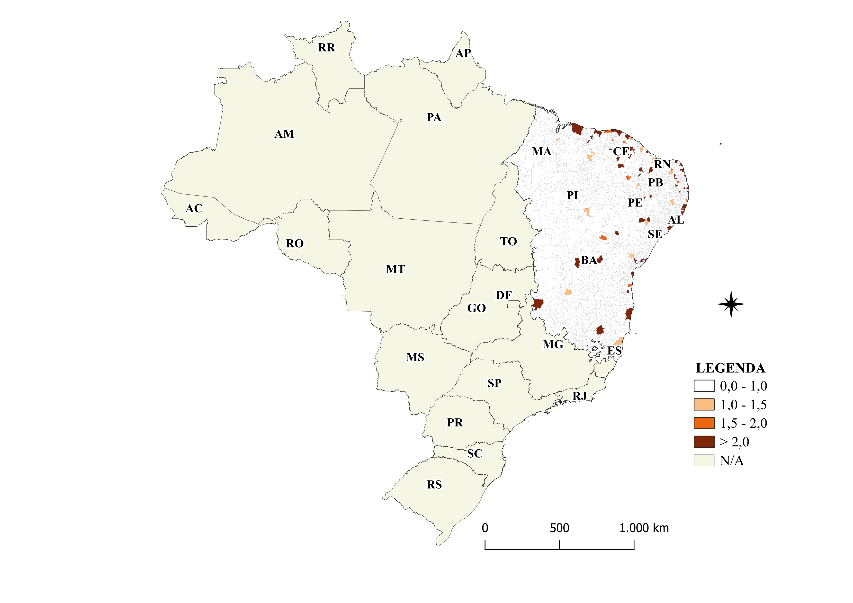 RR
AP
PA
AM
MA
CE
RN
PB
PI
PE
AL
AC
SE
RO
TO
BA
MT
DF
GO
MG
ES
MS
SP
RJ
PR
SC
RS
LEGENDA
0,0 - 1,0
1,0 - 1,5
1,5 - 2,0
> 2,0
N/A
0 500 1.000 km